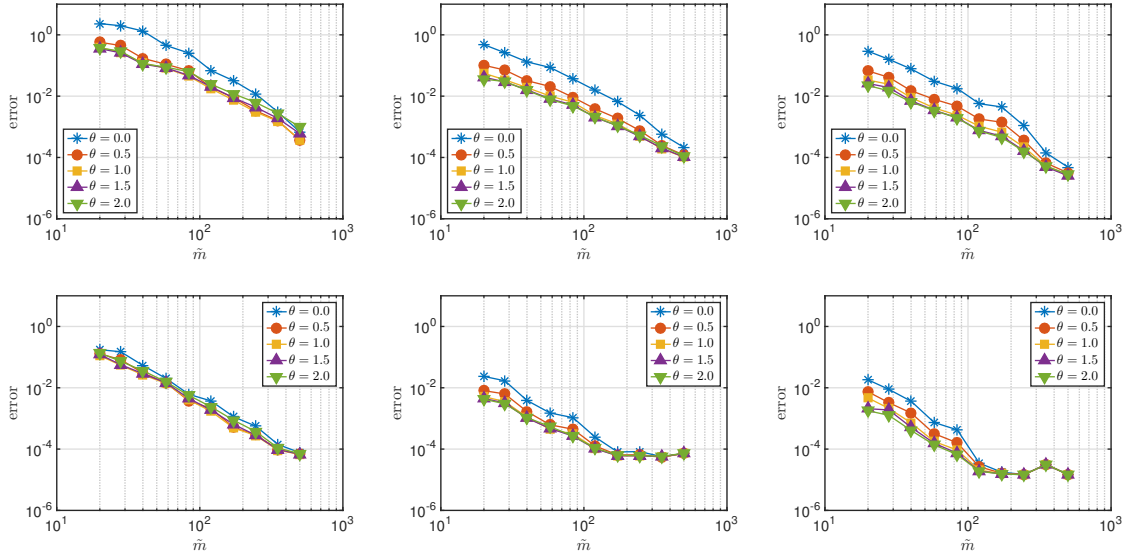 10^0
10^-2
10^-4
10^-6
error
θ = 0.0
θ = 0.5
θ = 1.0
θ = 1.5
θ = 2.0
10^1
10^2
10^3
m̃
10^0
10^-2
10^-4
10^-6
error
θ = 0.0
θ = 0.5
θ = 1.0
θ = 1.5
θ = 2.0
10^1
10^2
10^3
m̃
10^0
10^-2
10^-4
10^-6
error
θ = 0.0
θ = 0.5
θ = 1.0
θ = 1.5
θ = 2.0
10^1
10^2
10^3
m̃
10^0
10^-2
10^-4
10^-6
error
θ = 0.0
θ = 0.5
θ = 1.0
θ = 1.5
θ = 2.0
10^1
10^2
10^3
m̃
10^0
10^-2
10^-4
10^-6
error
θ = 0.0
θ = 0.5
θ = 1.0
θ = 1.5
θ = 2.0
10^1
10^2
10^3
m̃
10^0
10^-2
10^-4
10^-6
error
θ = 0.0
θ = 0.5
θ = 1.0
θ = 1.5
θ = 2.0
10^1
10^2
10^3
m̃